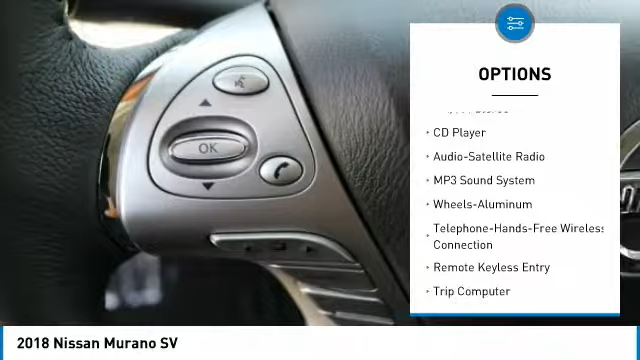 OPTIONS
CD Player
Audio-Satellite Radio
MP3 Sound System
Wheels-Aluminum
Telephone-Hands-Free Wireless
Connection
Remote Keyless Entry
Trip Computer
OK
2018 Nissan Murano SV